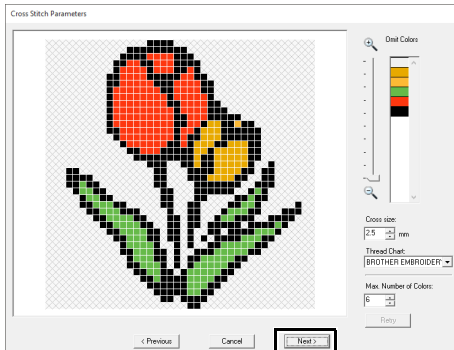 Cross Stitch Parameters
Omit Colors
Cross size:
2.5 mm
Thread Chart:
BROTHER EMBROIDERY
Max. Number of Colors:
6
Retry
< Previous
Cancel
Next >